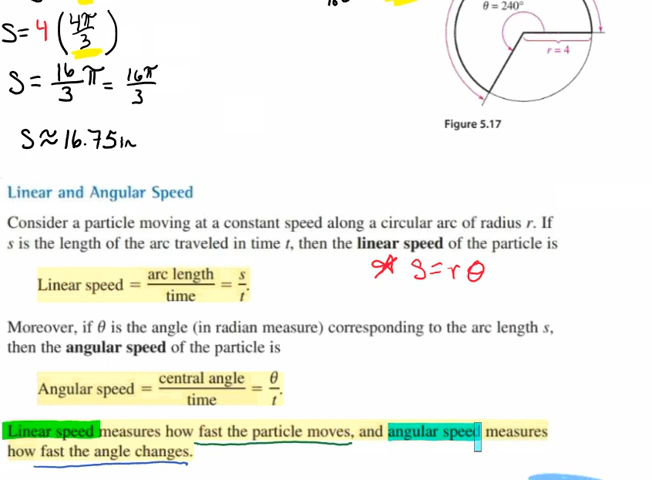 θ = 240°
S = 4 (4π/3)
r = 4
S = 16/3 π = 16π/3
Figure 5.17
S ≈ 16.75 in
Linear and Angular Speed
Consider a particle moving at a constant speed along a circular arc of radius r. If
s is the length of the arc traveled in time t, then the linear speed of the particle is
* S = r θ
Linear speed = arc length/time = s/t.
Moreover, if θ is the angle (in radian measure) corresponding to the arc length s,
then the angular speed of the particle is
Angular speed = central angle/time = θ/t.
Linear speed measures how fast the particle moves, and angular speed measures
how fast the angle changes.